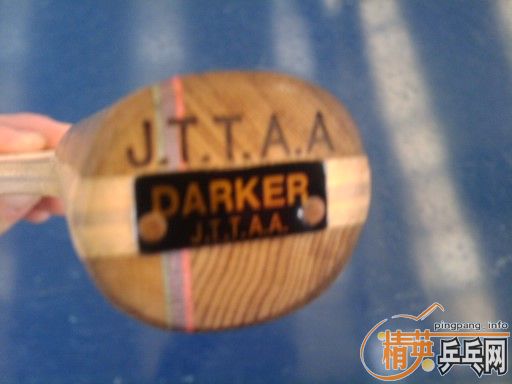 J.T.T.A.A
DARKER
J.T.T.A.A.
pingpang.info
精英乒乓网